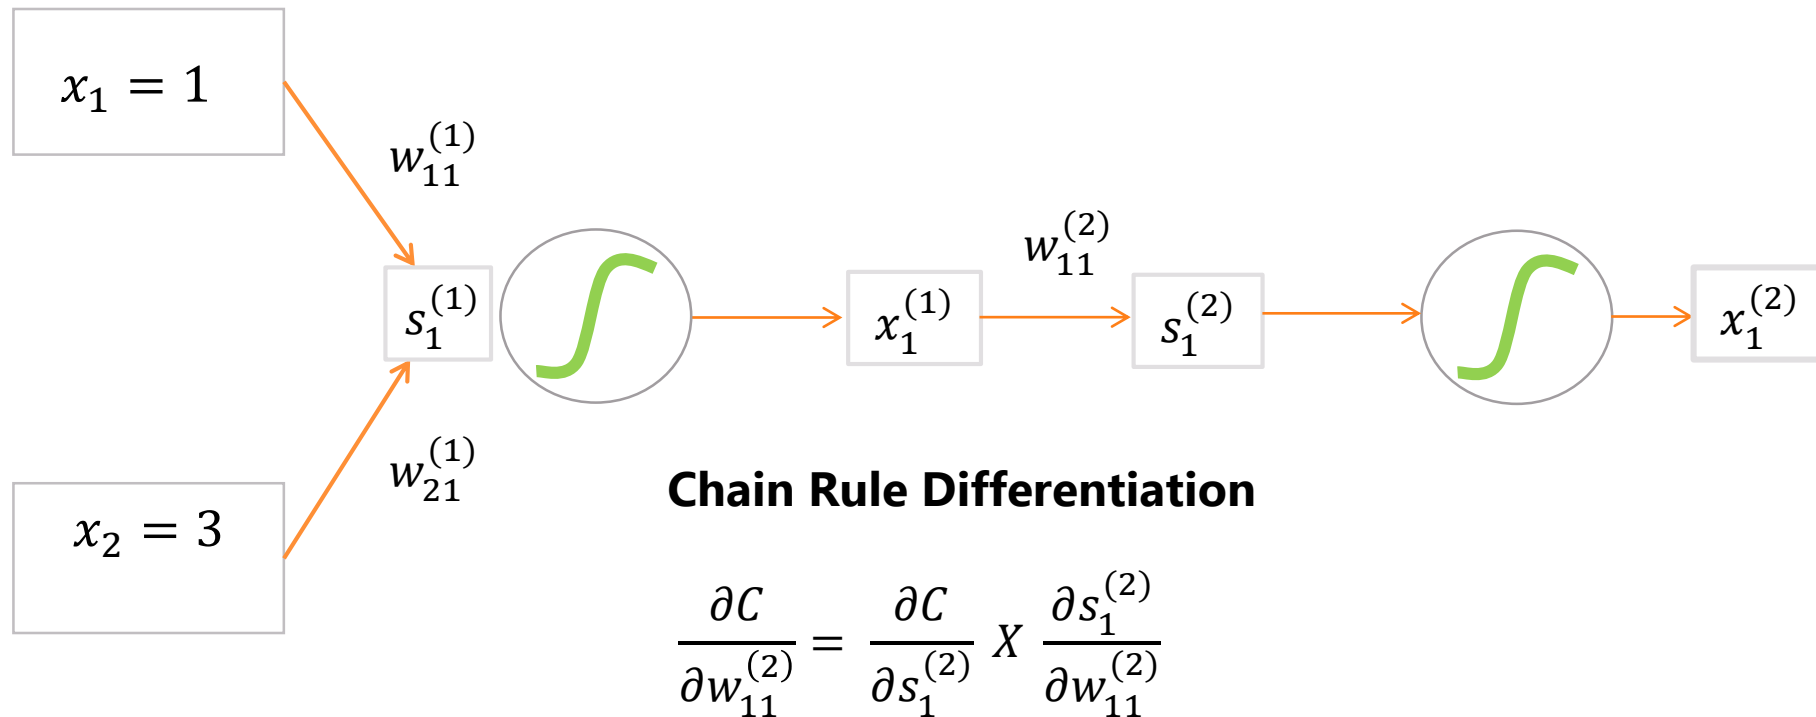 x₁ = 1
w₁₁⁽¹⁾
w₁₁⁽²⁾
s₁⁽¹⁾
x₁⁽¹⁾
s₁⁽²⁾
x₁⁽²⁾
w₂₁⁽¹⁾
x₂ = 3
Chain Rule Differentiation
∂C/∂w₁₁⁽²⁾ = ∂C/∂s₁⁽²⁾ X ∂s₁⁽²⁾/∂w₁₁⁽²⁾